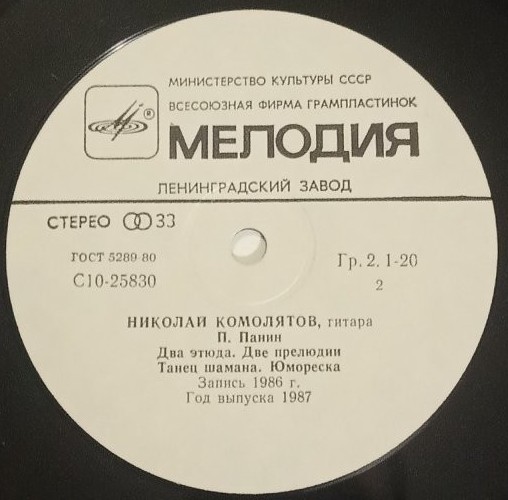 МИНИСТЕРСТВО КУЛЬТУРЫ СССР
ВСЕСОЮЗНАЯ ФИРМА ГРАМПЛАСТИНОК
®
МЕЛОДИЯ
ЛЕНИНГРАДСКИЙ ЗАВОД
СТЕРЕО 33
ГОСТ 5289-80
С10-25830
Гр. 2. 1-20
2
НИКОЛАЙ КОМОЛЯТОВ, гитара
П. Панин
Два этюда. Две прелюдии
Танец шамана. Юмореска
Запись 1986 г.
Год выпуска 1987